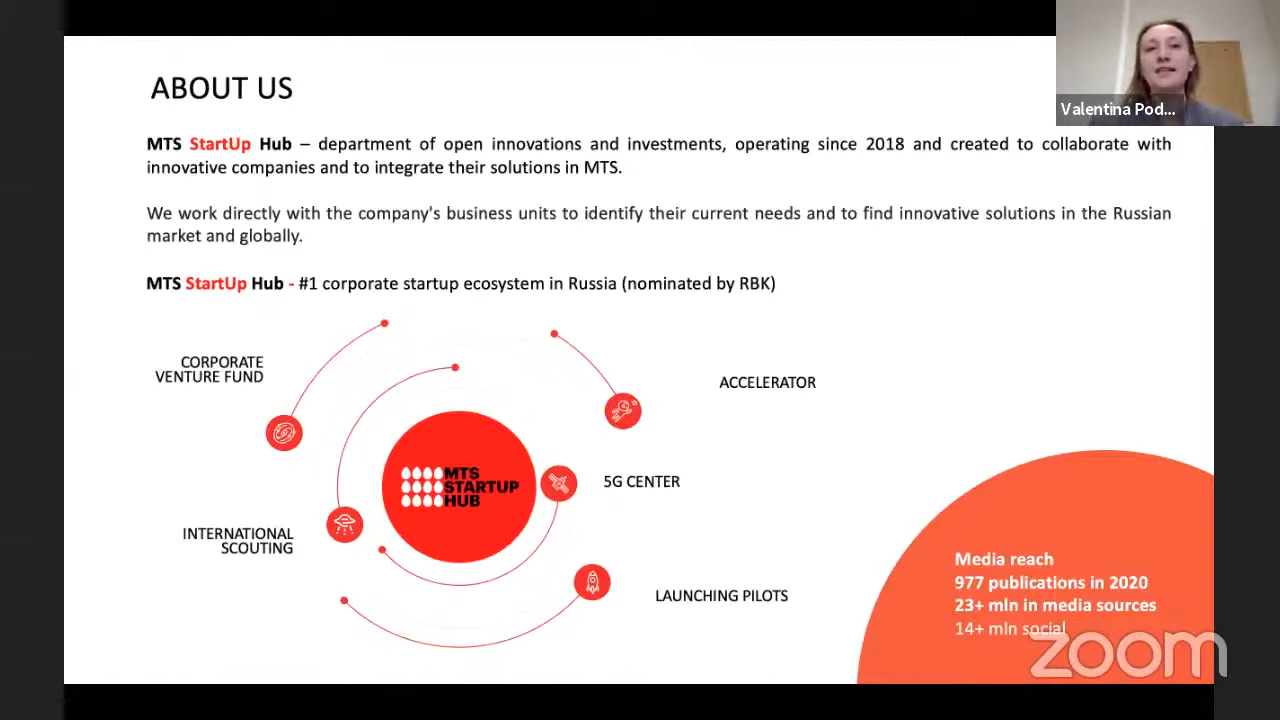 ABOUT US
Valentina Pod...
MTS StartUp Hub – department of open innovations and investments, operating since 2018 and created to collaborate with
innovative companies and to integrate their solutions in MTS.
We work directly with the company's business units to identify their current needs and to find innovative solutions in the Russian
market and globally.
MTS StartUp Hub - #1 corporate startup ecosystem in Russia (nominated by RBK)
CORPORATE
VENTURE FUND
ACCELERATOR
MTS
STARTUP
HUB
5G CENTER
INTERNATIONAL
SCOUTING
LAUNCHING PILOTS
Media reach
977 publications in 2020
23+ mln in media sources
14+ mln social
zoom